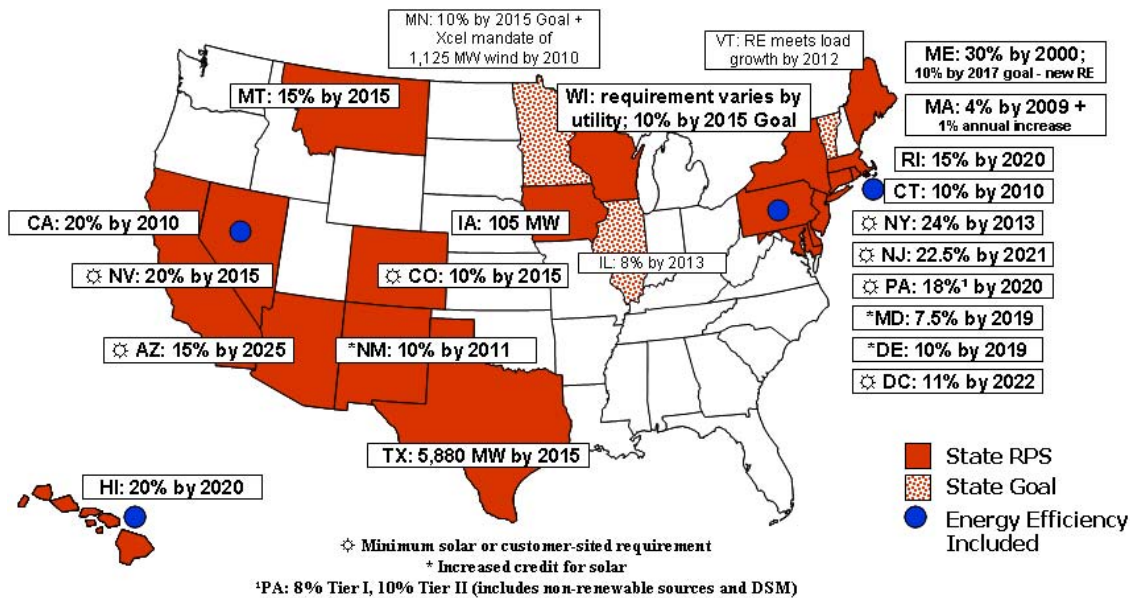 MN: 10% by 2015 Goal +
Xcel mandate of
1,125 MW wind by 2010
VT: RE meets load
growth by 2012
ME: 30% by 2000;
10% by 2017 goal - new RE
MT: 15% by 2015
WI: requirement varies by
utility; 10% by 2015 Goal
MA: 4% by 2009 +
1% annual increase
RI: 15% by 2020
CT: 10% by 2010
CA: 20% by 2010
IA: 105 MW
☼ NY: 24% by 2013
☼ NJ: 22.5% by 2021
IL: 8% by 2013
☼ NV: 20% by 2015
☼ CO: 10% by 2015
☼ PA: 18%¹ by 2020
*MD: 7.5% by 2019
☼ AZ: 15% by 2025
*NM: 10% by 2011
*DE: 10% by 2019
☼ DC: 11% by 2022
TX: 5,880 MW by 2015
State RPS
State Goal
Energy Efficiency
Included
HI: 20% by 2020
☼ Minimum solar or customer-sited requirement
* Increased credit for solar
¹PA: 8% Tier I, 10% Tier II (includes non-renewable sources and DSM)